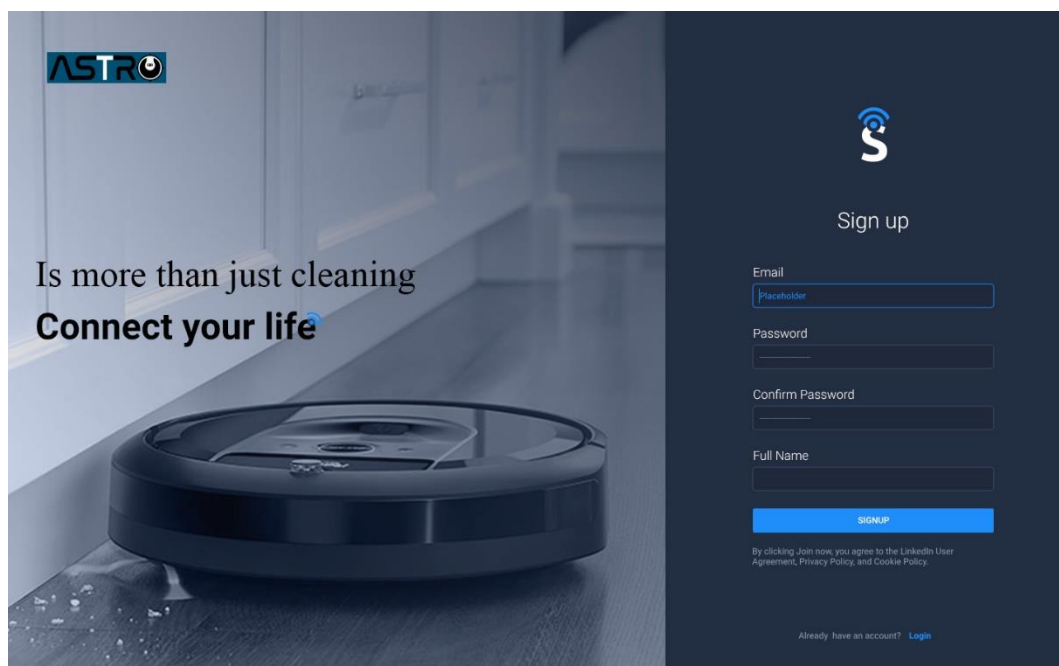 ASTRO
Is more than just cleaning
Connect your life
S
Sign up
Email
Placeholder
Password
Confirm Password
Full Name
SIGNUP
By clicking Join now, you agree to the LinkedIn User
Agreement, Privacy Policy, and Cookie Policy.
Already have an account? Login